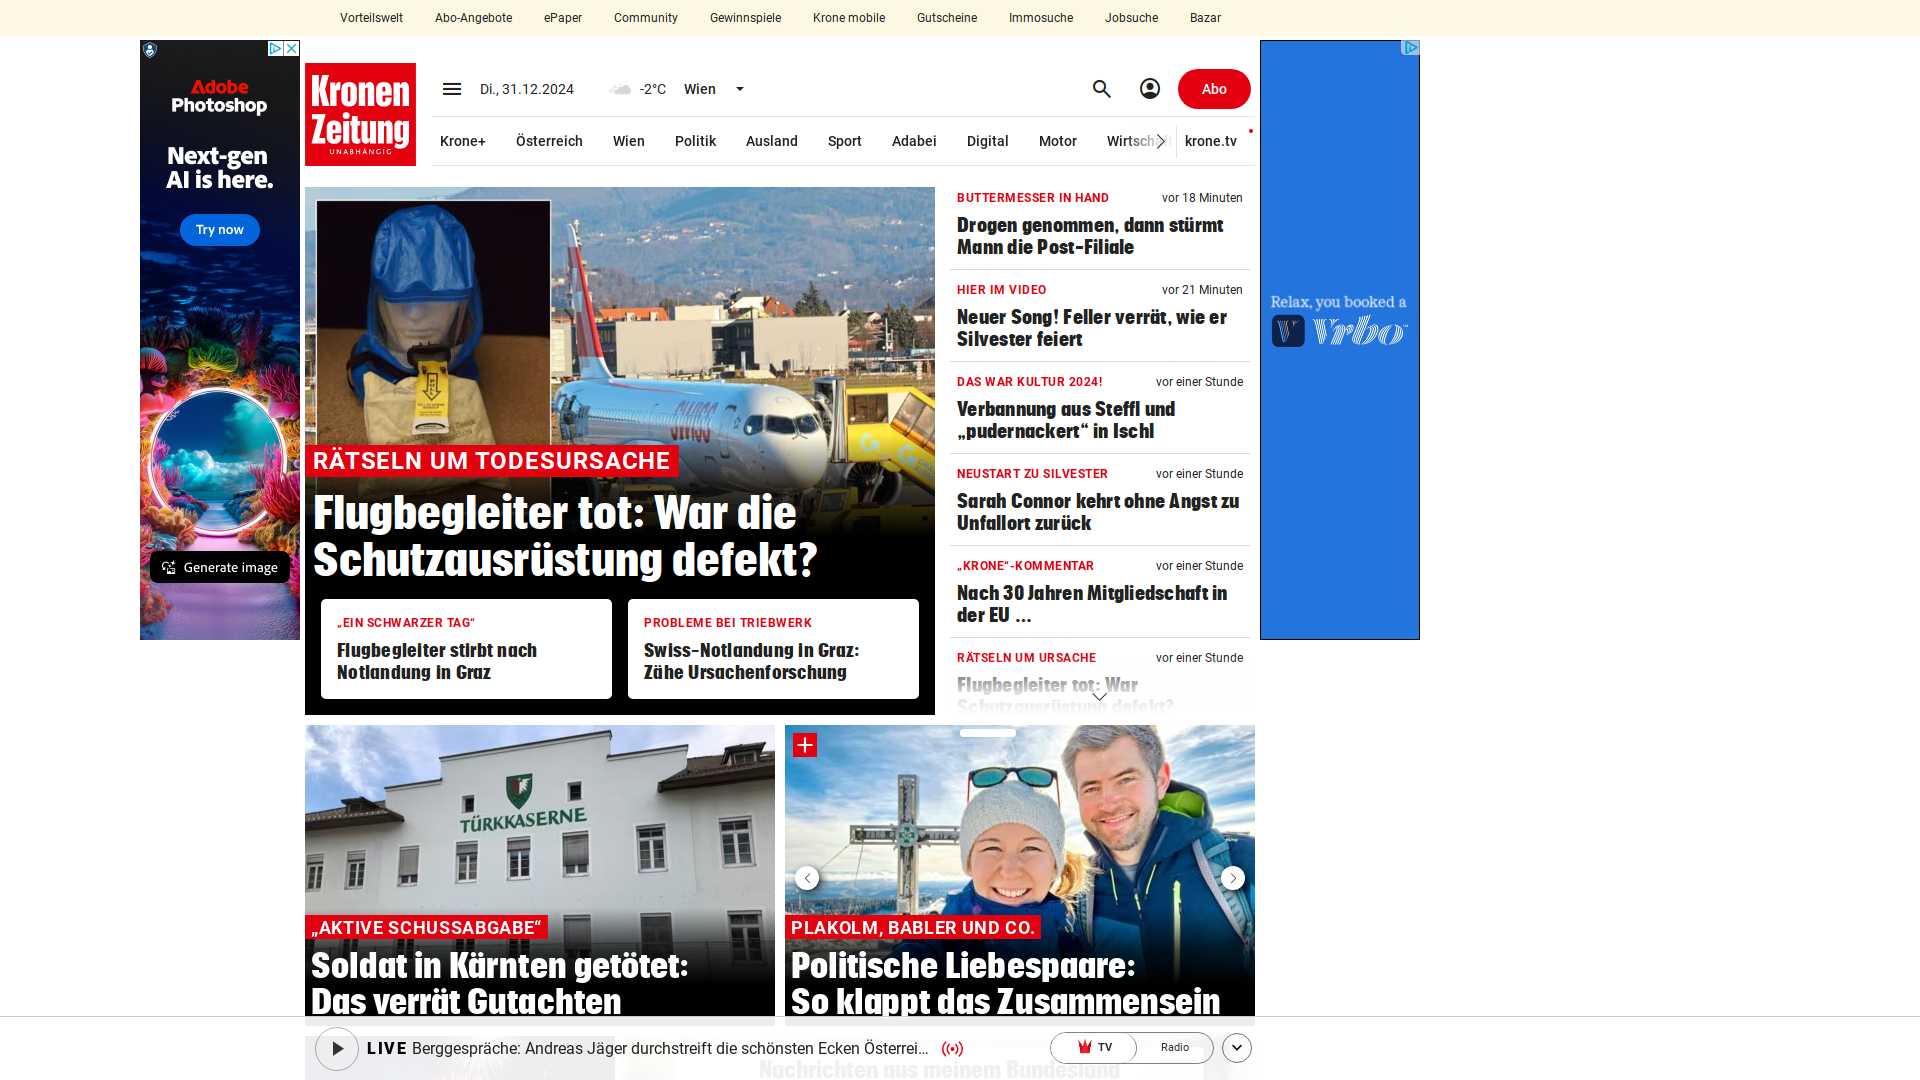 Vorteilswelt
Abo-Angebote
ePaper
Community
Gewinnspiele
Krone mobile
Gutscheine
Immosuche
Jobsuche
Bazar
Adobe
Photoshop
Next-gen
AI is here.
Try now
Generate image
Kronen
Zeitung
UNABHÄNGIG
Di., 31.12.2024
-2°C
Wien
Abo
Krone+
Österreich
Wien
Politik
Ausland
Sport
Adabei
Digital
Motor
Wirtschaft
krone.tv
swiss
RÄTSELN UM TODESURSACHE
Flugbegleiter tot: War die
Schutzausrüstung defekt?
„EIN SCHWARZER TAG“
Flugbegleiter stirbt nach
Notlandung in Graz
PROBLEME BEI TRIEBWERK
Swiss-Notlandung in Graz:
Zähe Ursachenforschung
BUTTERMESSER IN HAND
vor 18 Minuten
Drogen genommen, dann stürmt
Mann die Post-Filiale
HIER IM VIDEO
vor 21 Minuten
Neuer Song! Feller verrät, wie er
Silvester feiert
DAS WAR KULTUR 2024!
vor einer Stunde
Verbannung aus Steffl und
„pudernackert“ in Ischl
NEUSTART ZU SILVESTER
vor einer Stunde
Sarah Connor kehrt ohne Angst zu
Unfallort zurück
„KRONE“-KOMMENTAR
vor einer Stunde
Nach 30 Jahren Mitgliedschaft in
der EU ...
RÄTSELN UM URSACHE
vor einer Stunde
Flugbegleiter tot: War
Schutzausrüstung defekt?
Relax, you booked a
Vrbo
TÜRKKASERNE
„AKTIVE SCHUSSABGABE“
Soldat in Kärnten getötet:
Das verrät Gutachten
PLAKOLM, BABLER UND CO.
Politische Liebespaare:
So klappt das Zusammensein
LIVE Berggespräche: Andreas Jäger durchstreift die schönsten Ecken Österrei...
TV
Radio
Nachrichten aus meinem Bundesland